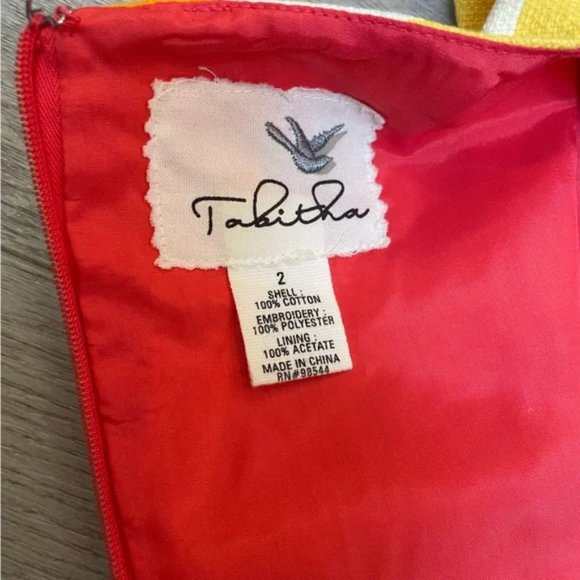 Tabitha
2
SHELL :
100% COTTON
EMBROIDERY :
100% POLYESTER
LINING :
100% ACETATE
MADE IN CHINA
RN#98544